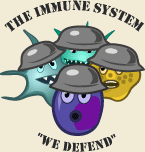 THE IMMUNE SYSTEM
"WE DEFEND"